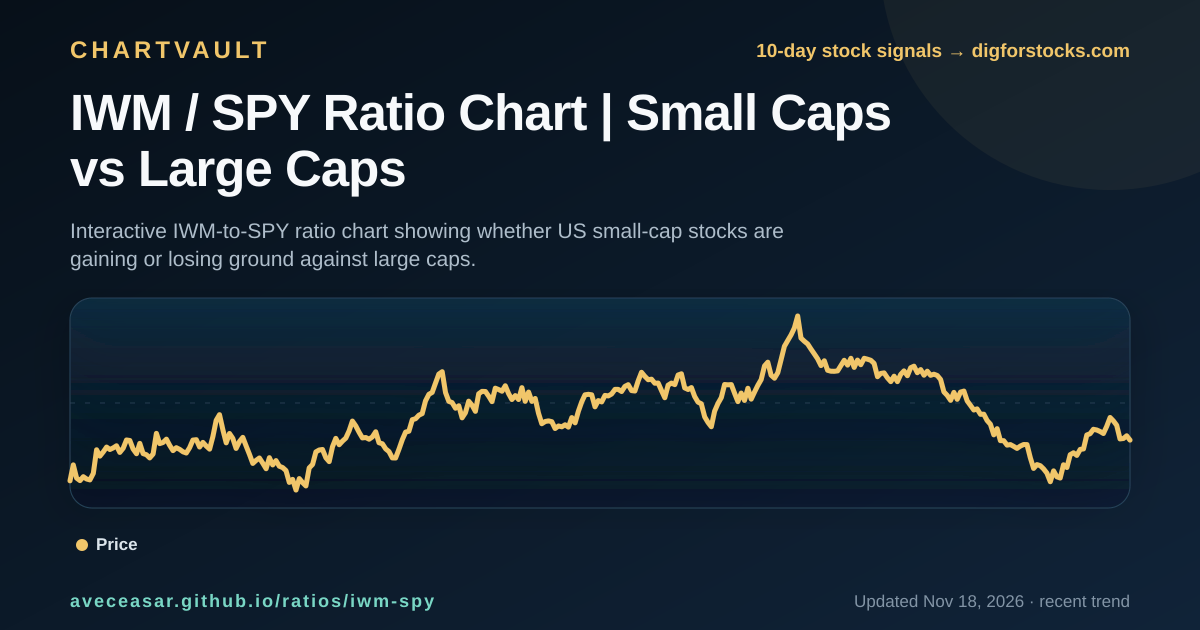 CHARTVAULT
10-day stock signals → digforstocks.com
IWM / SPY Ratio Chart | Small Caps
vs Large Caps
Interactive IWM-to-SPY ratio chart showing whether US small-cap stocks are
gaining or losing ground against large caps.
Price
aveceasar.github.io/ratios/iwm-spy
Updated Nov 18, 2026 · recent trend